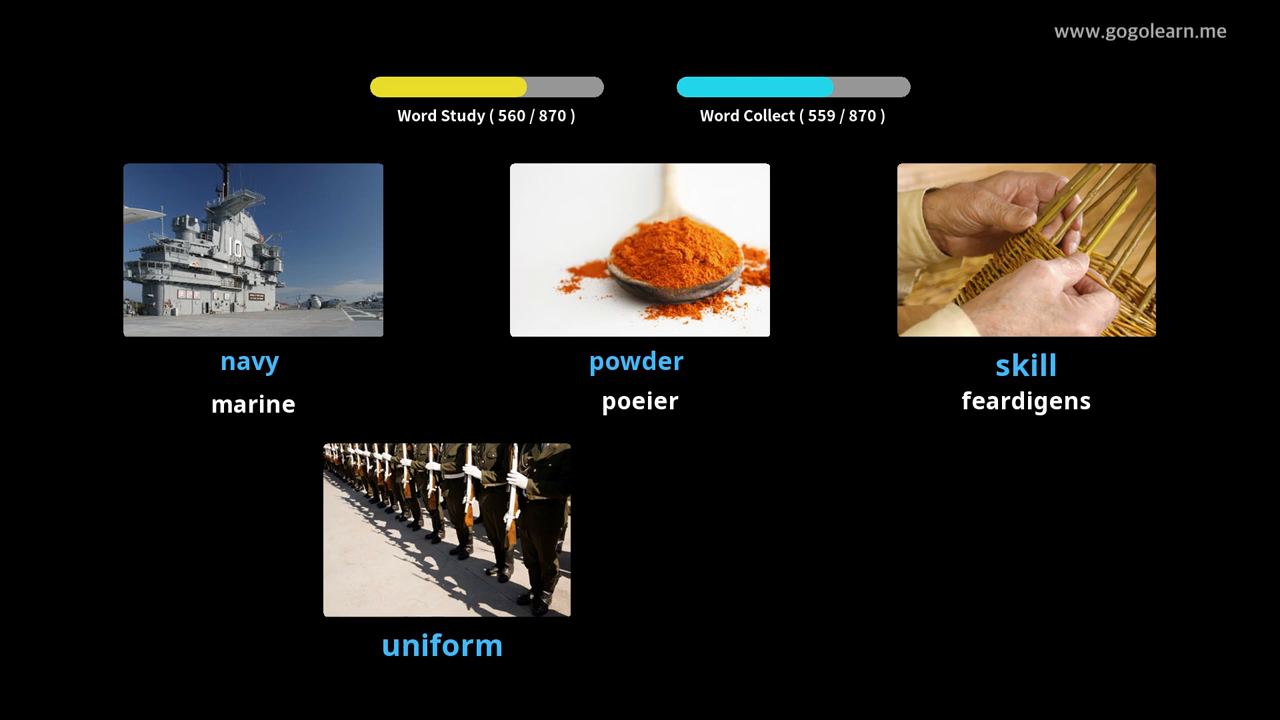 www.gogolearn.me
Word Study ( 560 / 870 )
Word Collect ( 559 / 870 )
navy
powder
skill
marine
poeier
feardigens
uniform